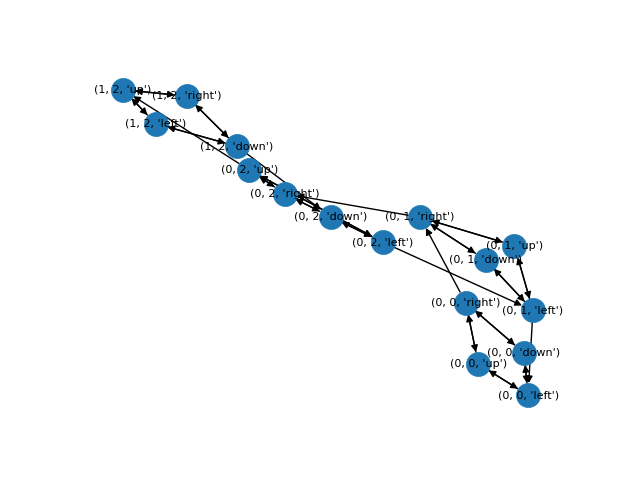 (1, 2, 'up')
(1, 2, 'right')
(1, 2, 'left')
(1, 2, 'down')
(0, 2, 'up')
(0, 2, 'right')
(0, 2, 'down')
(0, 1, 'right')
(0, 2, 'left')
(0, 1, 'up')
(0, 1, 'down')
(0, 0, 'right')
(0, 1, 'left')
(0, 0, 'down')
(0, 0, 'up')
(0, 0, 'left')